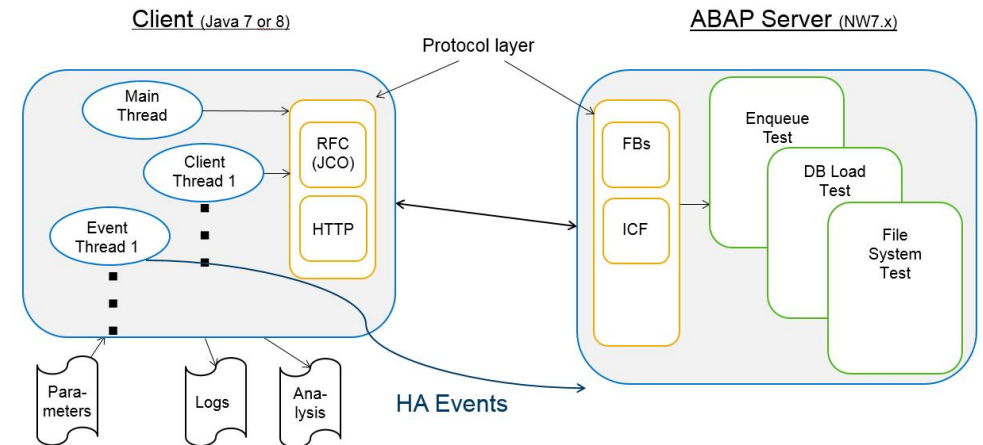 Client (Java 7 or 8)
ABAP Server (NW7.x)
Protocol layer
Main
Thread
Client
Thread 1
Event
Thread 1
RFC
(JCO)
HTTP
FBs
ICF
Enqueue
Test
DB Load
Test
File
System
Test
Para-
meters
Logs
Ana-
lysis
HA Events